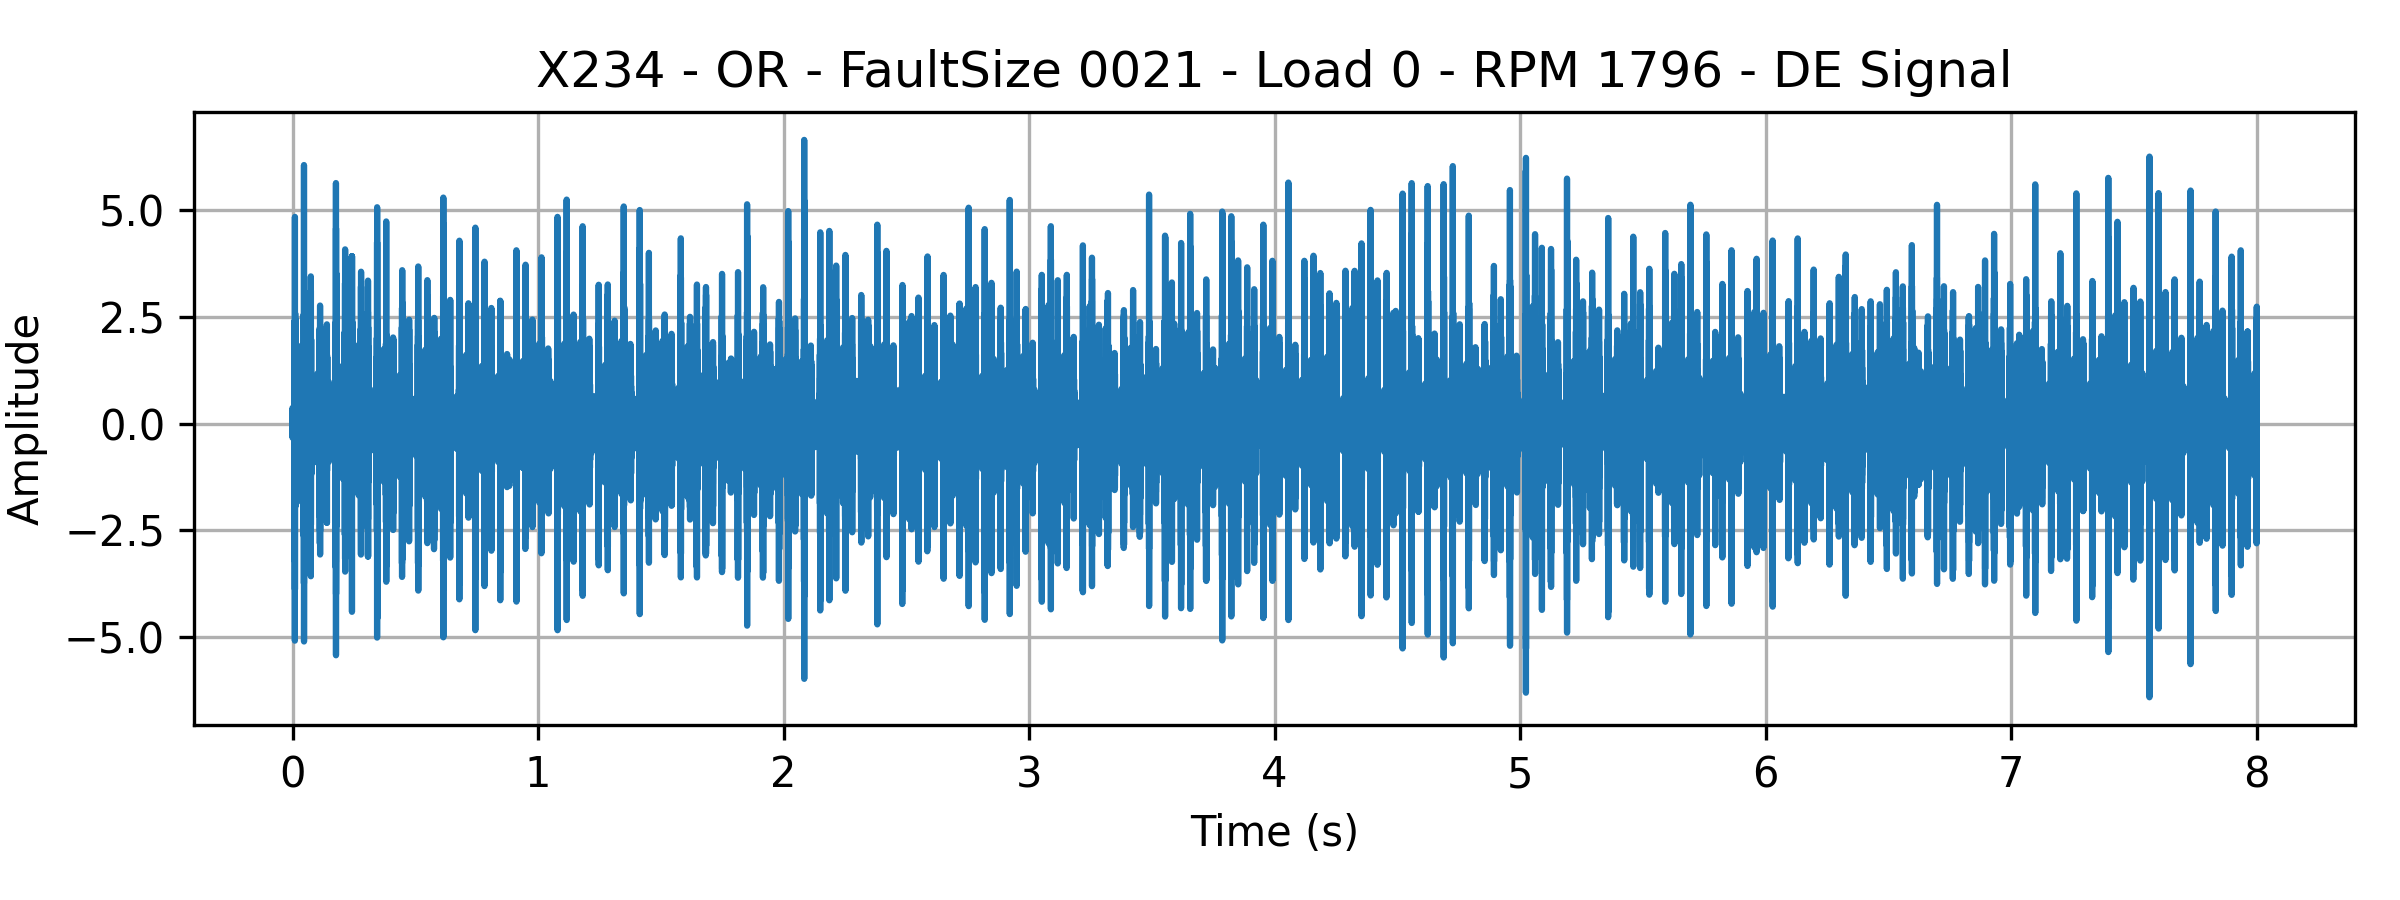 X234 - OR - FaultSize 0021 - Load 0 - RPM 1796 - DE Signal
Amplitude
5.0
2.5
0.0
−2.5
−5.0
0 1 2 3 4 5 6 7 8
Time (s)